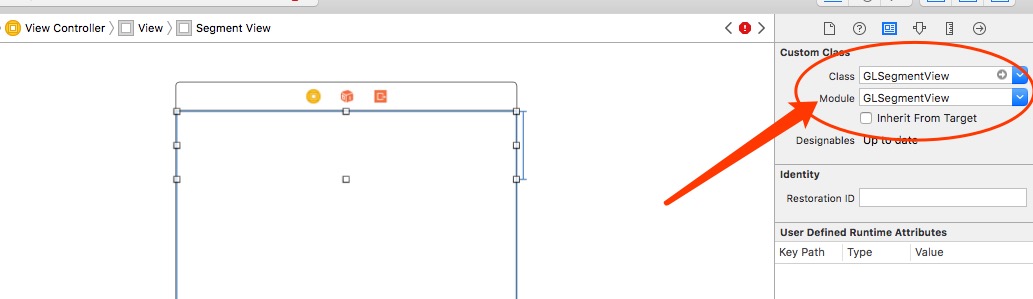 View Controller View Segment View
Custom Class
Class GLSegmentView
Module GLSegmentView
Inherit From Target
Designables Up to date
Identity
Restoration ID
User Defined Runtime Attributes
Key Path Type Value